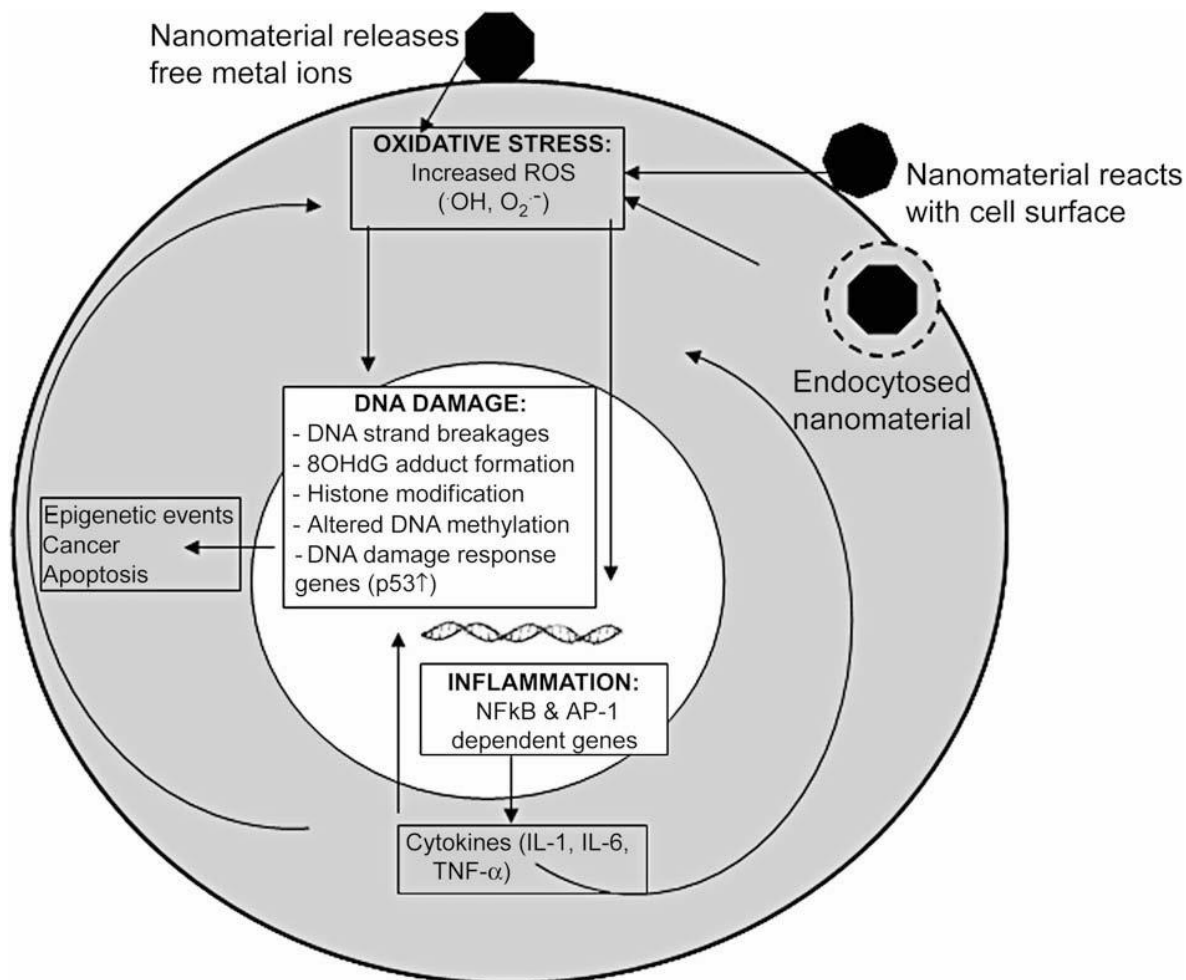 Nanomaterial releases
free metal ions
OXIDATIVE STRESS:
Increased ROS
(·OH, O₂·⁻)
Nanomaterial reacts
with cell surface
Endocytosed
nanomaterial
DNA DAMAGE:
- DNA strand breakages
- 8OHdG adduct formation
- Histone modification
- Altered DNA methylation
- DNA damage response
genes (p53↑)
Epigenetic events
Cancer
Apoptosis
INFLAMMATION:
NFkB & AP-1
dependent genes
Cytokines (IL-1, IL-6,
TNF-α)